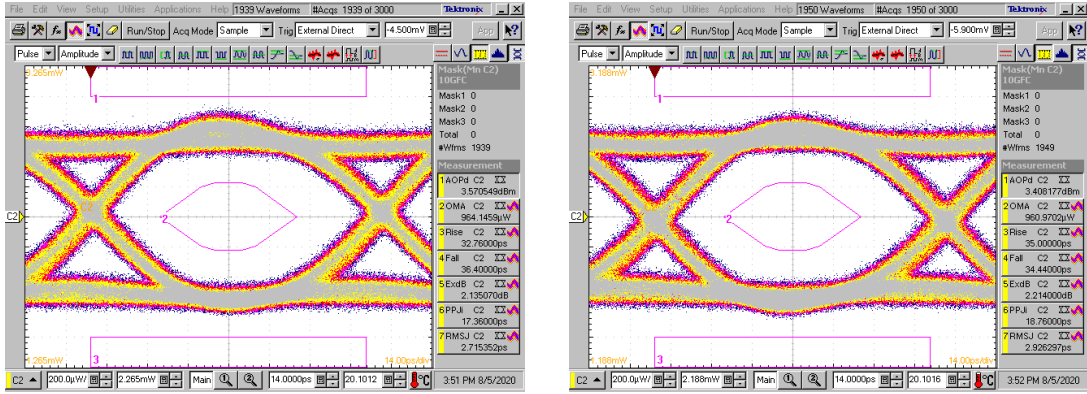 File Edit View Setup Utilities Applications Help 1939 Waveforms #Acqs 1939 of 3000 Tektronix
Run/Stop Acq Mode Sample Trig External Direct -4.500mV App
Pulse Amplitude
3.265mW
Mask(Mn C2)
10GFC
Mask1 0
Mask2 0
Mask3 0
Total 0
#Wfms 1939
Measurement
1 AOPd C2
3.570549dBm
2 OMA C2
964.1459µW
3 Rise C2
32.76000ps
4 Fall C2
36.40000ps
5 ExdB C2
2.135070dB
6 PPJi C2
17.36000ps
7 RMSJ C2
2.715352ps
1
2
3
C2
1.265mW
14.00ps/div
C2 200.0µW/ 2.265mW Main 14.0000ps 20.1012 °C 3:51 PM 8/5/2020
File Edit View Setup Utilities Applications Help 1950 Waveforms #Acqs 1950 of 3000 Tektronix
Run/Stop Acq Mode Sample Trig External Direct -5.900mV App
Pulse Amplitude
3.188mW
Mask(Mn C2)
10GFC
Mask1 0
Mask2 0
Mask3 0
Total 0
#Wfms 1949
Measurement
1 AOPd C2
3.408177dBm
2 OMA C2
960.9702µW
3 Rise C2
35.00000ps
4 Fall C2
34.44000ps
5 ExdB C2
2.214000dB
6 PPJi C2
18.76000ps
7 RMSJ C2
2.926297ps
1
2
3
C2
1.188mW
14.00ps/div
C2 200.0µW/ 2.188mW Main 14.0000ps 20.1016 °C 3:52 PM 8/5/2020